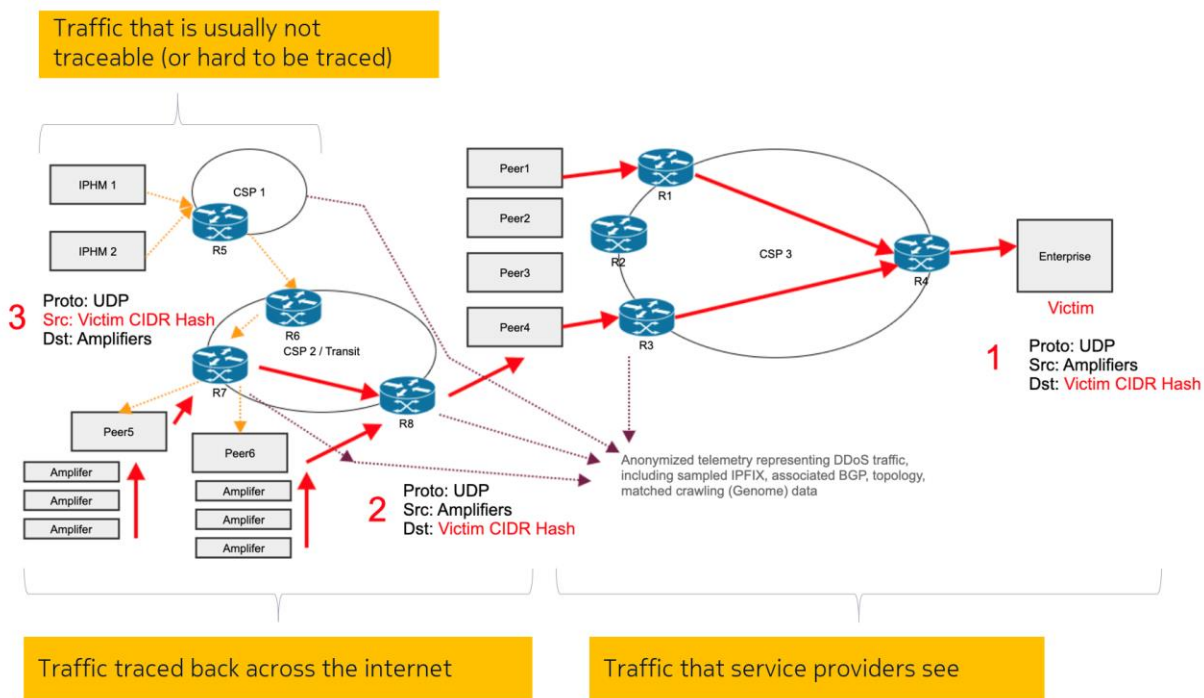 Traffic that is usually not
traceable (or hard to be traced)
IPHM 1
IPHM 2
CSP 1
R5
3
Proto: UDP
Src: Victim CIDR Hash
Dst: Amplifiers
R6
CSP 2 / Transit
R7
R8
Peer5
Amplifer
Amplifer
Amplifer
Peer6
Amplifer
Amplifer
Amplifer
2
Proto: UDP
Src: Amplifiers
Dst: Victim CIDR Hash
Peer1
Peer2
Peer3
Peer4
R1
R2
R3
CSP 3
R4
Enterprise
Victim
1
Proto: UDP
Src: Amplifiers
Dst: Victim CIDR Hash
Anonymized telemetry representing DDoS traffic,
including sampled IPFIX, associated BGP, topology,
matched crawling (Genome) data
Traffic traced back across the internet
Traffic that service providers see